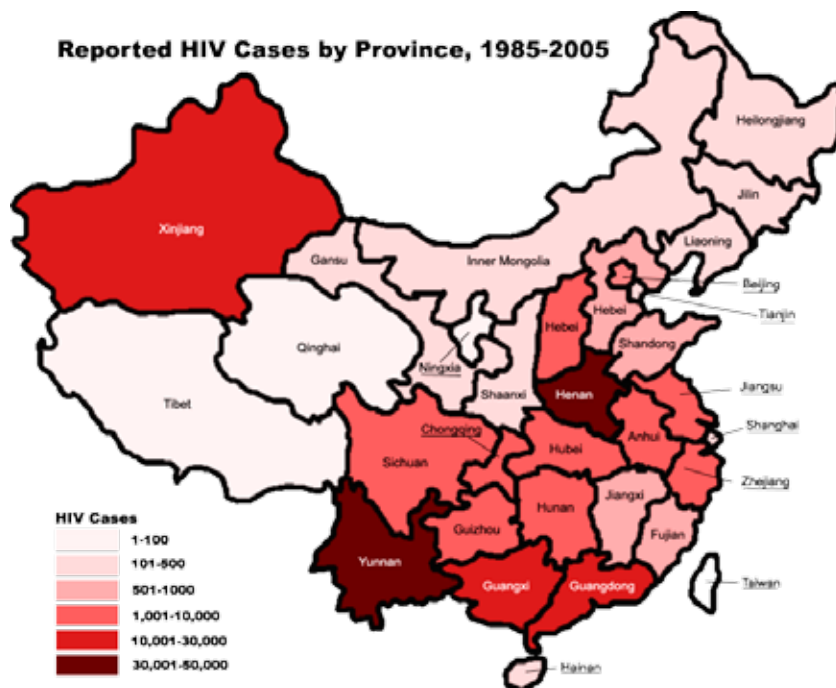 Reported HIV Cases by Province, 1985-2005
Heilongjiang
Jilin
Xinjiang
Liaoning
Gansu
Inner Mongolia
Beijing
Hebei
Hebei
Tianjin
Qinghai
Shandong
Ningxia
Jiangsu
Shaanxi
Henan
Tibet
Shanghai
Chongqing
Anhui
Hubei
Sichuan
Zhejiang
Jiangxi
Hunan
HIV Cases
Guizhou
Fujian
1-100
Yunnan
101-500
Guangxi
Guangdong
Taiwan
501-1000
1,001-10,000
10,001-30,000
30,001-50,000
Hainan